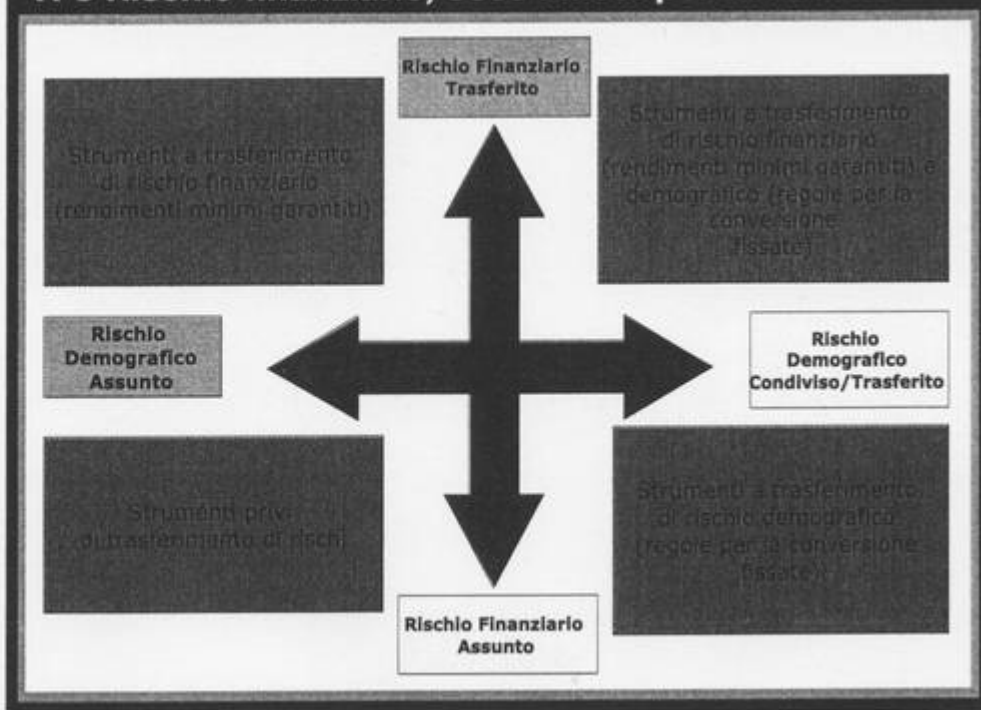 Rischio Finanziario
Trasferito
Strumenti a trasferimento
di rischio finanziario
(rendimenti minimi garantiti)
Strumenti a trasferimento
di rischio finanziario
(rendimenti minimi garantiti) e
demografico (regole per la
conversione
fissate)
Rischio
Demografico
Assunto
Rischio
Demografico
Condiviso/Trasferito
Strumenti privi
di trasferimento di rischi
Strumenti a trasferimento
di rischio demografico
(regole per la conversione
fissate)
Rischio Finanziario
Assunto